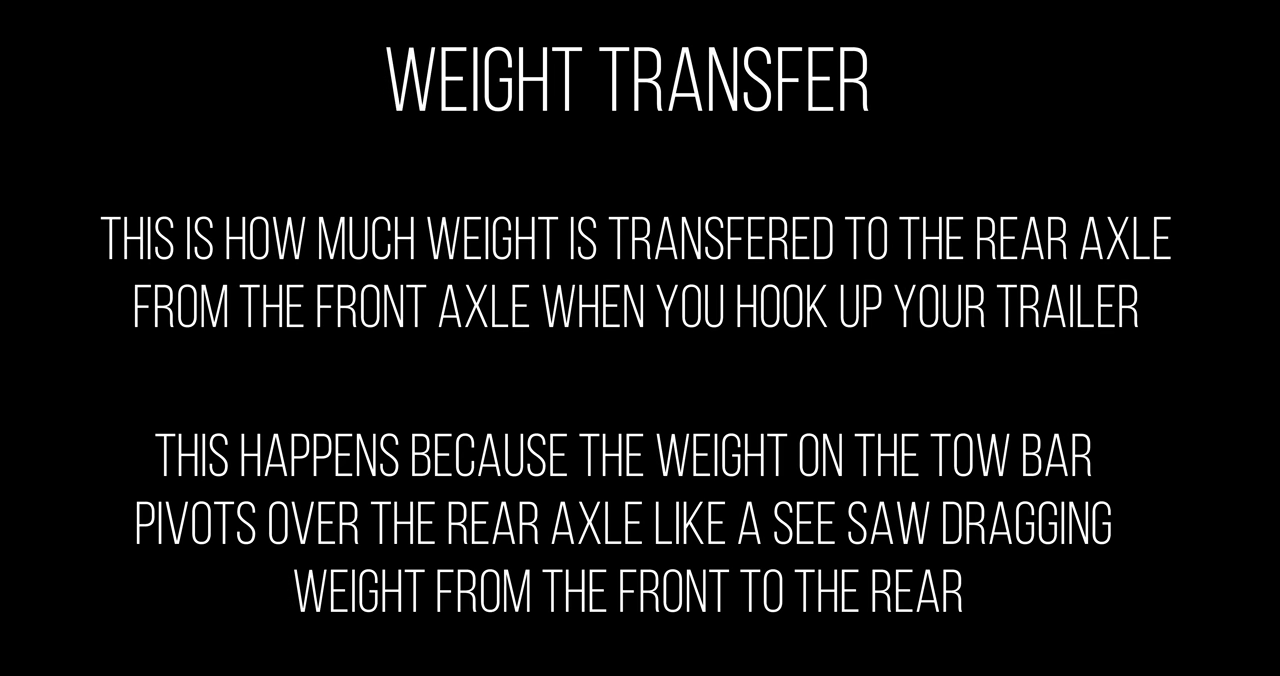 WEIGHT TRANSFER
THIS IS HOW MUCH WEIGHT IS TRANSFERED TO THE REAR AXLE
FROM THE FRONT AXLE WHEN YOU HOOK UP YOUR TRAILER
THIS HAPPENS BECAUSE THE WEIGHT ON THE TOW BAR
PIVOTS OVER THE REAR AXLE LIKE A SEE SAW DRAGGING
WEIGHT FROM THE FRONT TO THE REAR